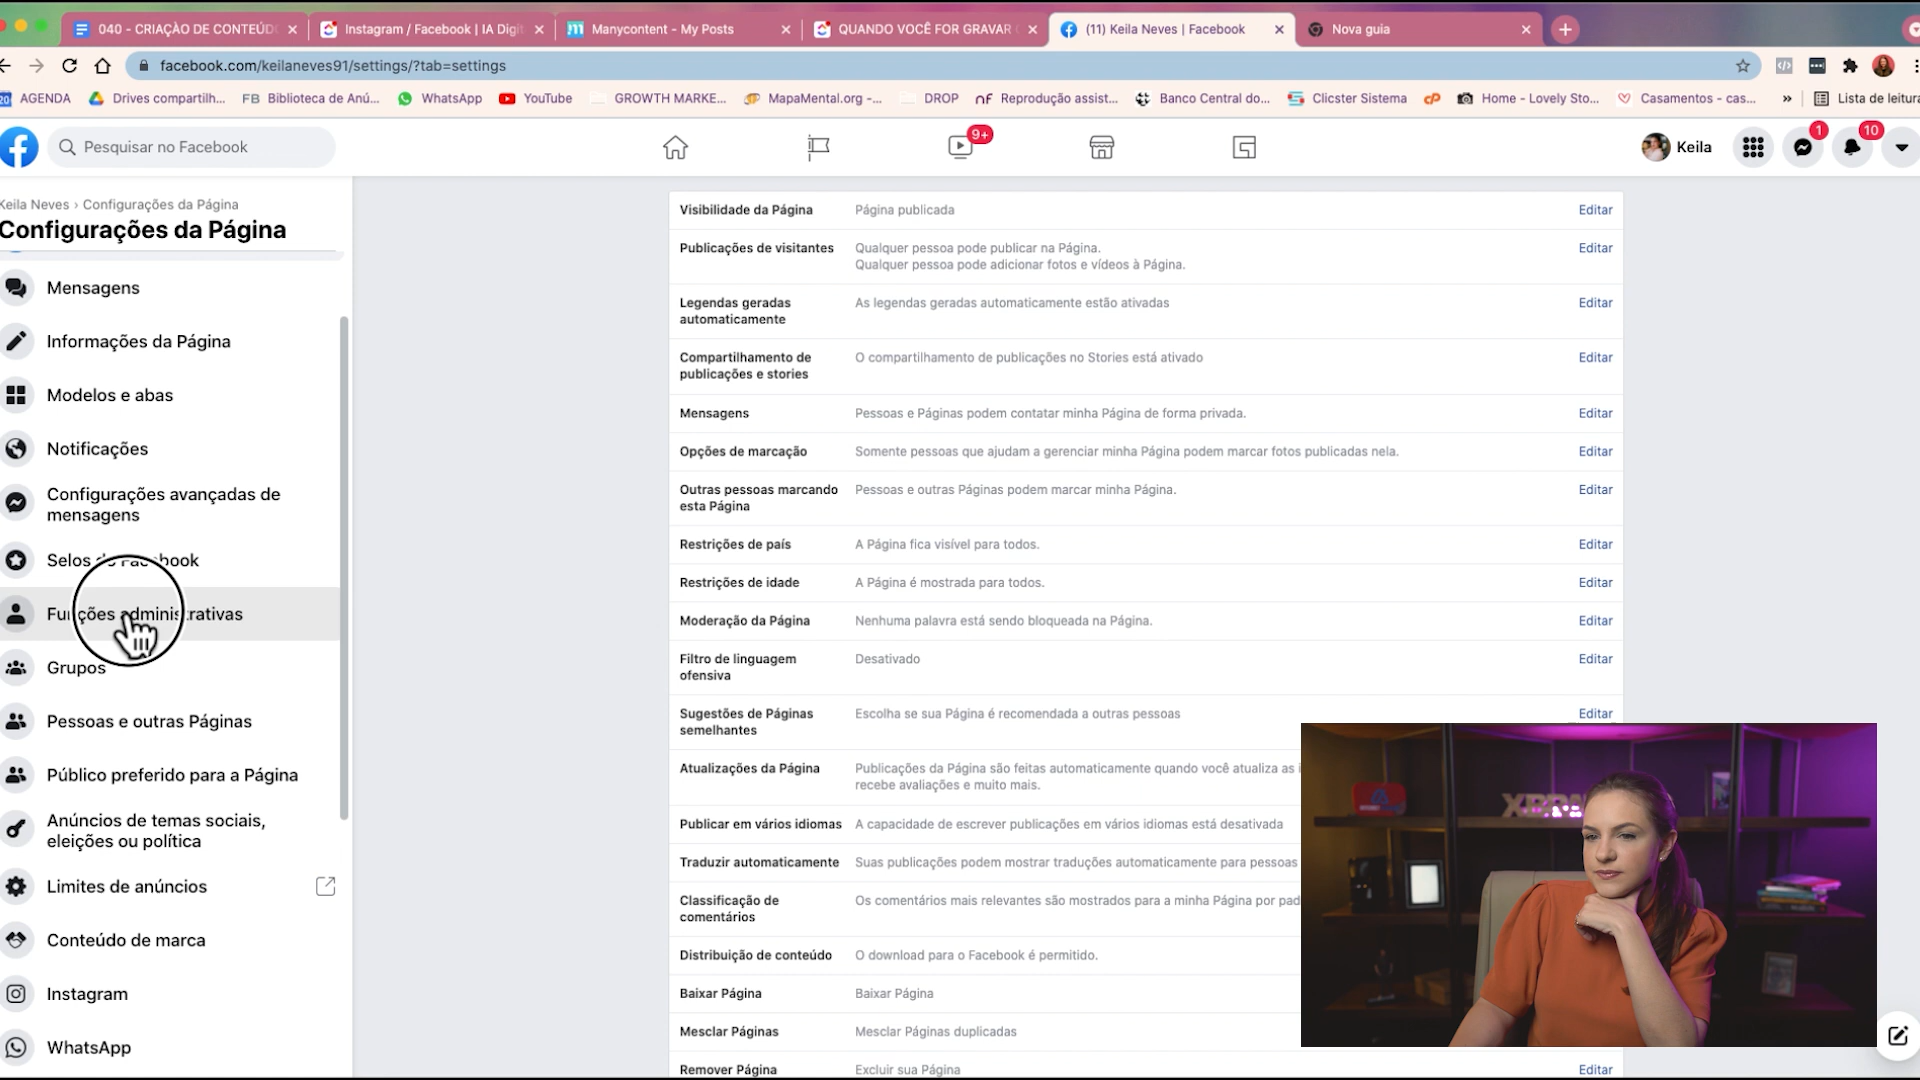 040 - CRIAÇÀO DE CONTEÚD
Instagram / Facebook | IA Digit
Manycontent - My Posts
QUANDO VOCÊ FOR GRAVAR
(11) Keila Neves | Facebook
Nova guia
facebook.com/keilaneves91/settings/?tab=settings
AGENDA
Drives compartilh...
FB Biblioteca de Anú...
WhatsApp
YouTube
GROWTH MARKE...
MapaMental.org -...
DROP
nf Reprodução assist...
Banco Central do...
Clicster Sistema
Home - Lovely Sto...
Casamentos - cas...
»
Lista de leitura
Pesquisar no Facebook
9+
Keila
1
10
Keila Neves › Configurações da Página
Configurações da Página
Mensagens
Informações da Página
Modelos e abas
Notificações
Configurações avançadas de
mensagens
Selos do Facebook
Funções administrativas
Grupos
Pessoas e outras Páginas
Público preferido para a Página
Anúncios de temas sociais,
eleições ou política
Limites de anúncios
Conteúdo de marca
Instagram
WhatsApp
Visibilidade da Página Página publicada Editar
Publicações de visitantes Qualquer pessoa pode publicar na Página. Editar
Qualquer pessoa pode adicionar fotos e vídeos à Página.
Legendas geradas As legendas geradas automaticamente estão ativadas Editar
automaticamente
Compartilhamento de O compartilhamento de publicações no Stories está ativado Editar
publicações e stories
Mensagens Pessoas e Páginas podem contatar minha Página de forma privada. Editar
Opções de marcação Somente pessoas que ajudam a gerenciar minha Página podem marcar fotos publicadas nela. Editar
Outras pessoas marcando Pessoas e outras Páginas podem marcar minha Página. Editar
esta Página
Restrições de país A Página fica visível para todos. Editar
Restrições de idade A Página é mostrada para todos. Editar
Moderação da Página Nenhuma palavra está sendo bloqueada na Página. Editar
Filtro de linguagem Desativado Editar
ofensiva
Sugestões de Páginas Escolha se sua Página é recomendada a outras pessoas Editar
semelhantes
Atualizações da Página Publicações da Página são feitas automaticamente quando você atualiza as i
recebe avaliações e muito mais.
Publicar em vários idiomas A capacidade de escrever publicações em vários idiomas está desativada
Traduzir automaticamente Suas publicações podem mostrar traduções automaticamente para pessoas
Classificação de Os comentários mais relevantes são mostrados para a minha Página por pad
comentários
Distribuição de conteúdo O download para o Facebook é permitido.
Baixar Página Baixar Página
Mesclar Páginas Mesclar Páginas duplicadas
Remover Página Excluir sua Página Editar